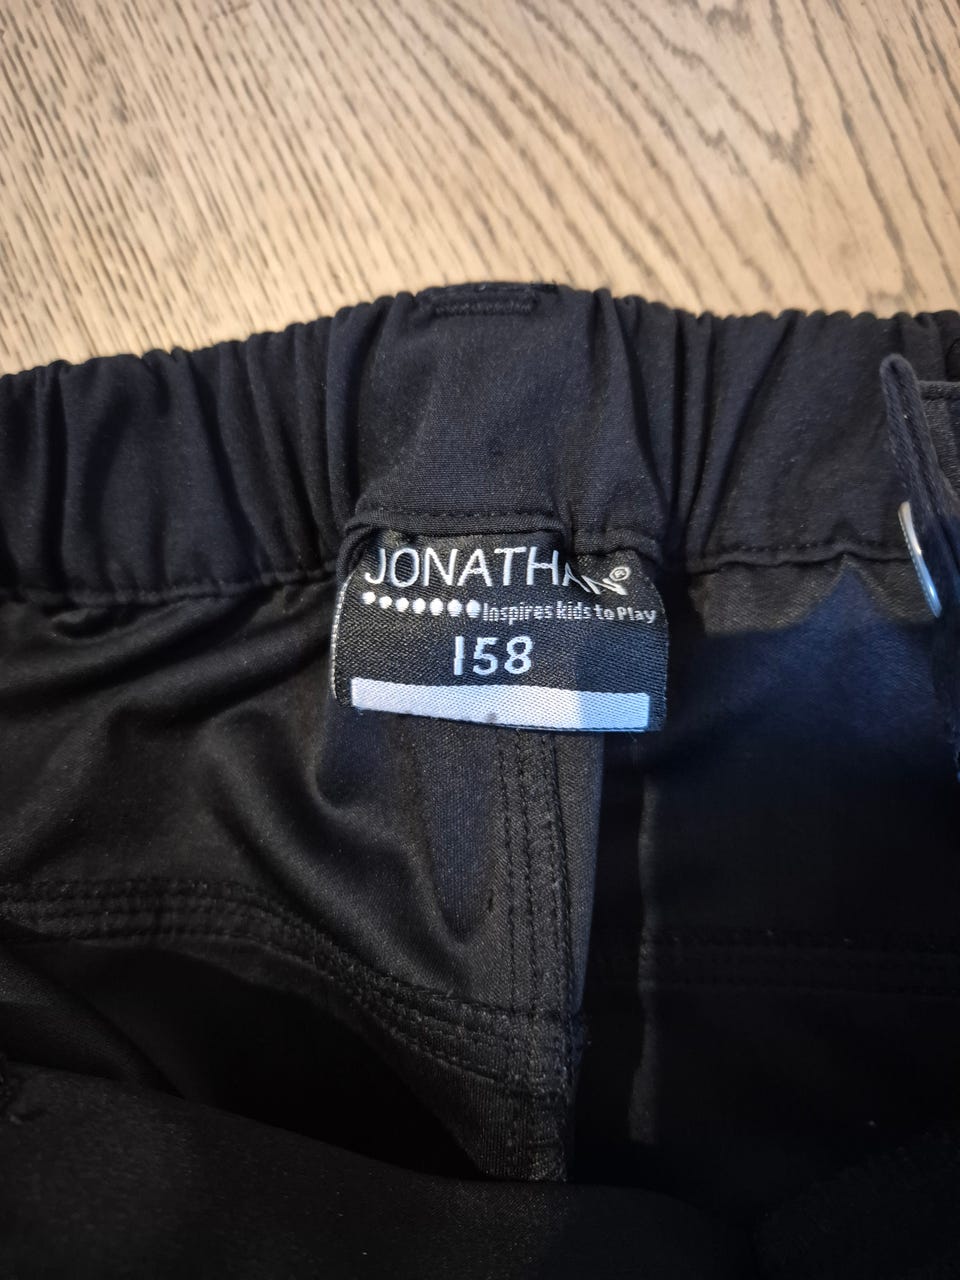 JONATHAN®
Inspires kids to Play
158